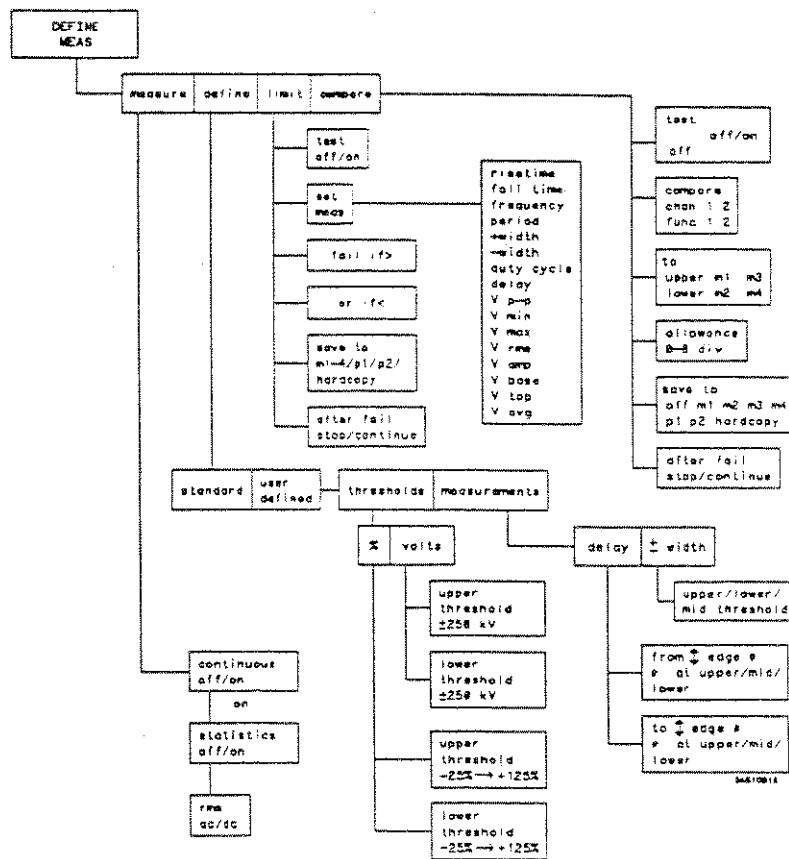 DEFINE
MEAS
measure define limit compare
test
off/on
set
meas
fail if>
or if<
save to
m1-4/p1/p2/
hardcopy
after fail
stop/continue
risetime
fall time
frequency
period
+width
-width
duty cycle
delay
V p-p
V min
V max
V rms
V amp
V base
V top
V avg
test
off/on
off
compare
chan 1 2
func 1 2
to
upper m1 m3
lower m2 m4
allowance
0-8 div
save to
off m1 m2 m3 m4
p1 p2 hardcopy
after fail
stop/continue
standard user
defined
thresholds measurements
% volts
upper
threshold
±250 kV
lower
threshold
±250 kV
upper
threshold
-25%→+125%
lower
threshold
-25%→+125%
delay ± width
upper/lower/
mid threshold
from ↕ edge #
# at upper/mid/
lower
to ↕ edge #
# at upper/mid/
lower
continuous
off/on
on
statistics
off/on
rms
ac/dc